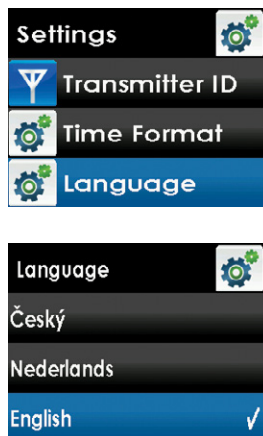 Settings
Transmitter ID
Time Format
Language
Language
Český
Nederlands
English